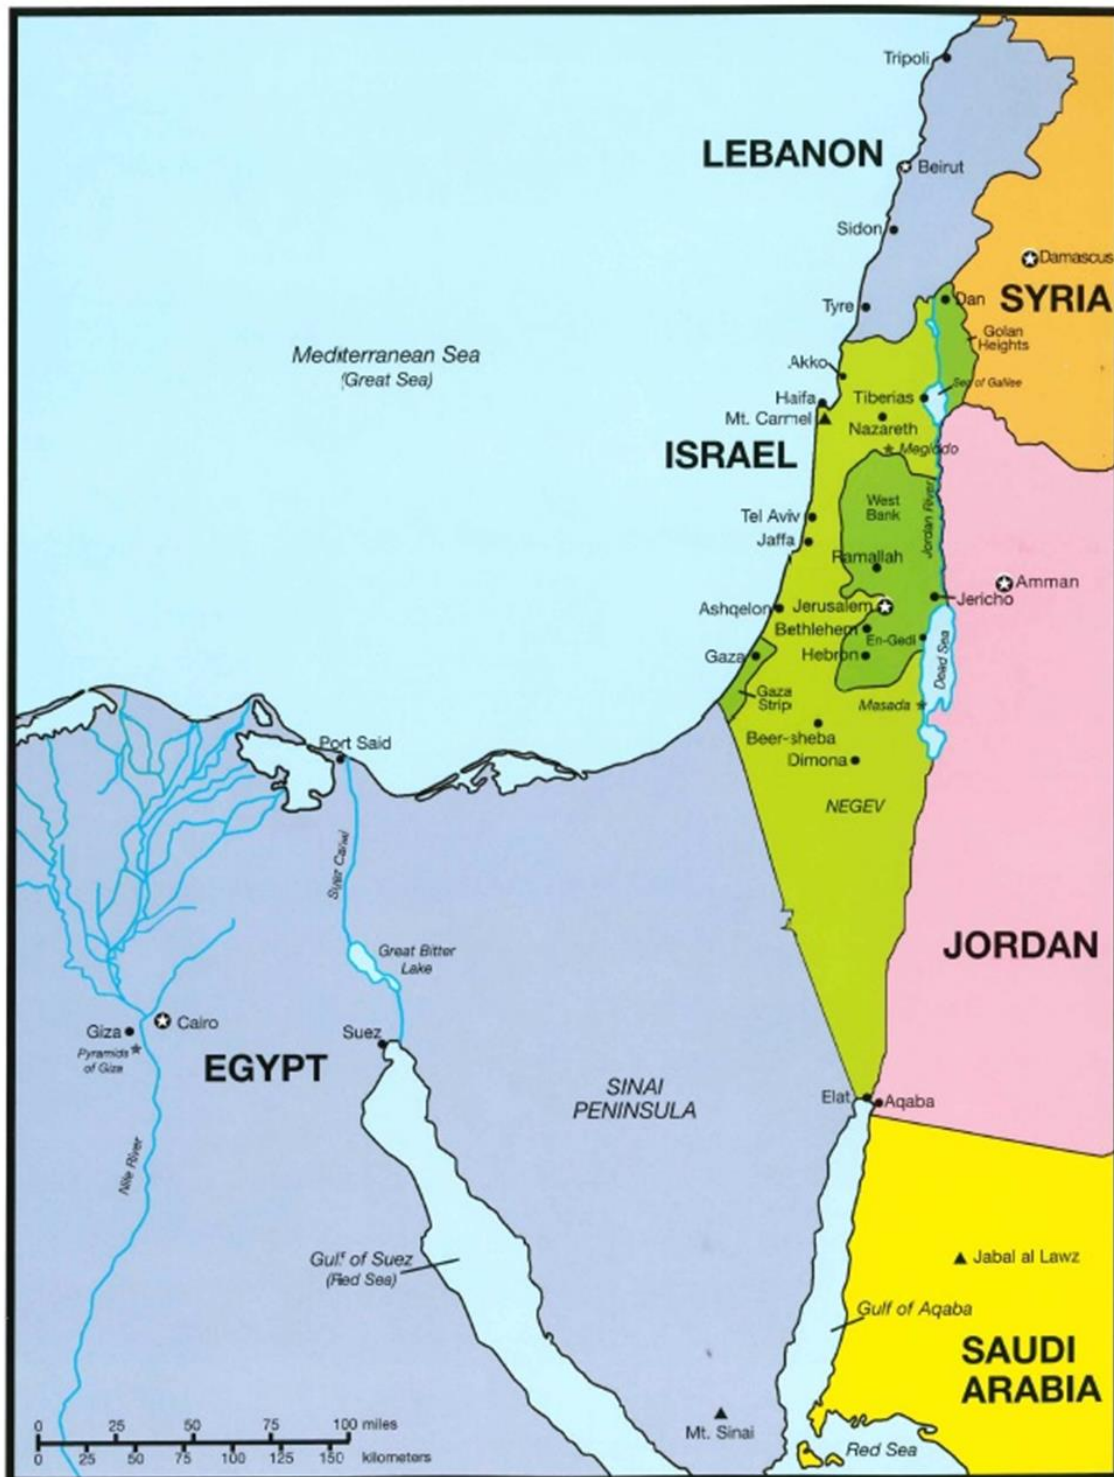 Tripoli
LEBANON
Beirut
Sidon
Damascus
SYRIA
Tyre
Dan
Golan
Heights
Mediterranean Sea
(Great Sea)
Akko
Sea of Galilee
Haifa
Tiberias
Mt. Carmel
Nazareth
ISRAEL
Megiddo
West
Bank
Jordan River
Tel Aviv
Jaffa
Ramallah
Amman
Ashqelon
Jerusalem
Jericho
Bethlehem
En-Gedi
Gaza
Hebron
Dead Sea
Gaza
Strip
Masada
Beer-sheba
Port Said
Dimona
NEGEV
Suez Canal
Great Bitter
Lake
JORDAN
Giza
Cairo
Suez
Pyramids
of Giza
EGYPT
SINAI
PENINSULA
Elat
Aqaba
Nile River
Gulf of Suez
(Red Sea)
Jabal al Lawz
Gulf of Aqaba
SAUDI
ARABIA
Mt. Sinai
Red Sea
0 25 50 75 100 miles
0 25 50 75 100 125 150 kilometers